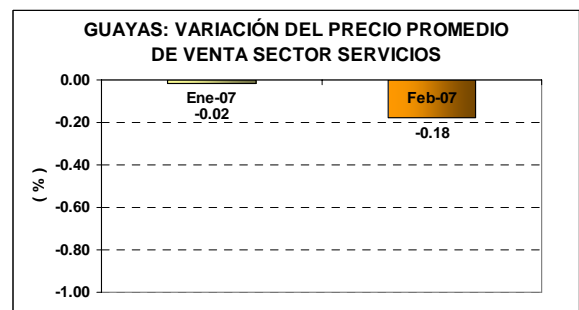 GUAYAS: VARIACIÓN DEL PRECIO PROMEDIO
DE VENTA SECTOR SERVICIOS
0.00
-0.20
-0.40
-0.60
-0.80
-1.00
( % )
Ene-07
-0.02
Feb-07
-0.18